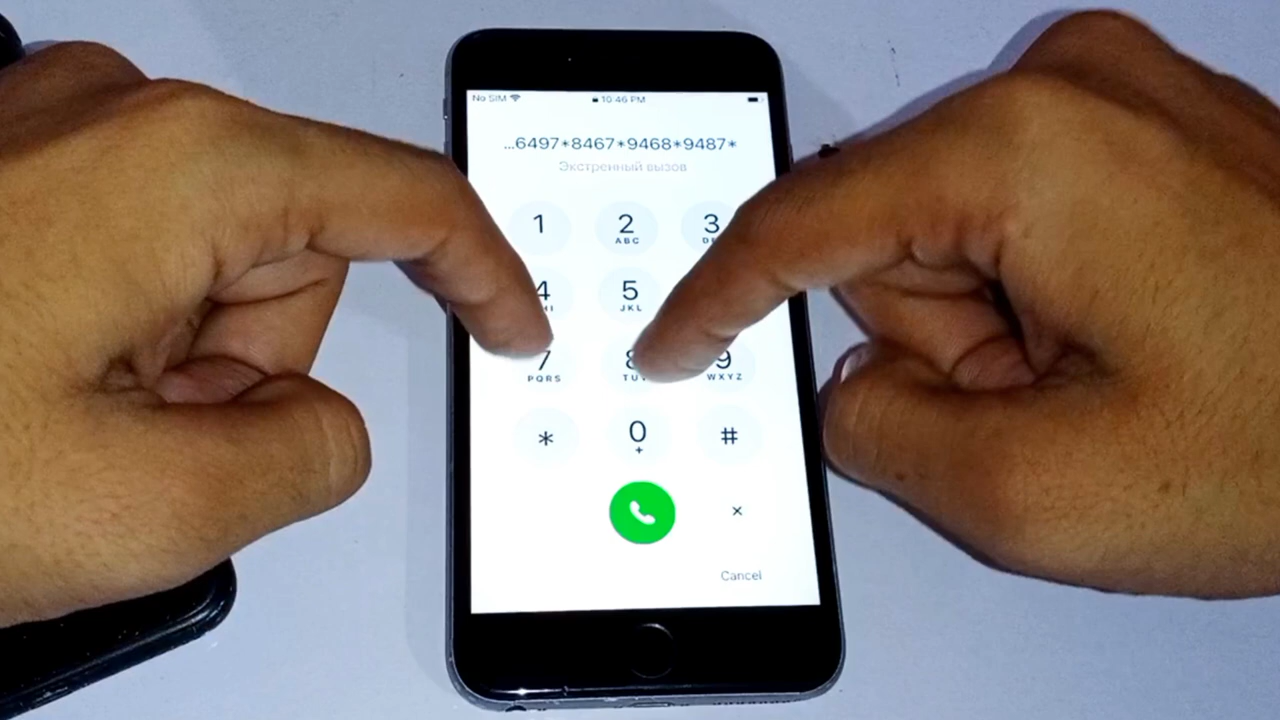 No SIM 10:46 PM
...6497*8467*9468*9487*
Экстренный вызов
1 2 3
ABC
4 5
JKL
7 8 9
PQRS WXYZ
* 0 #
+
×
Cancel